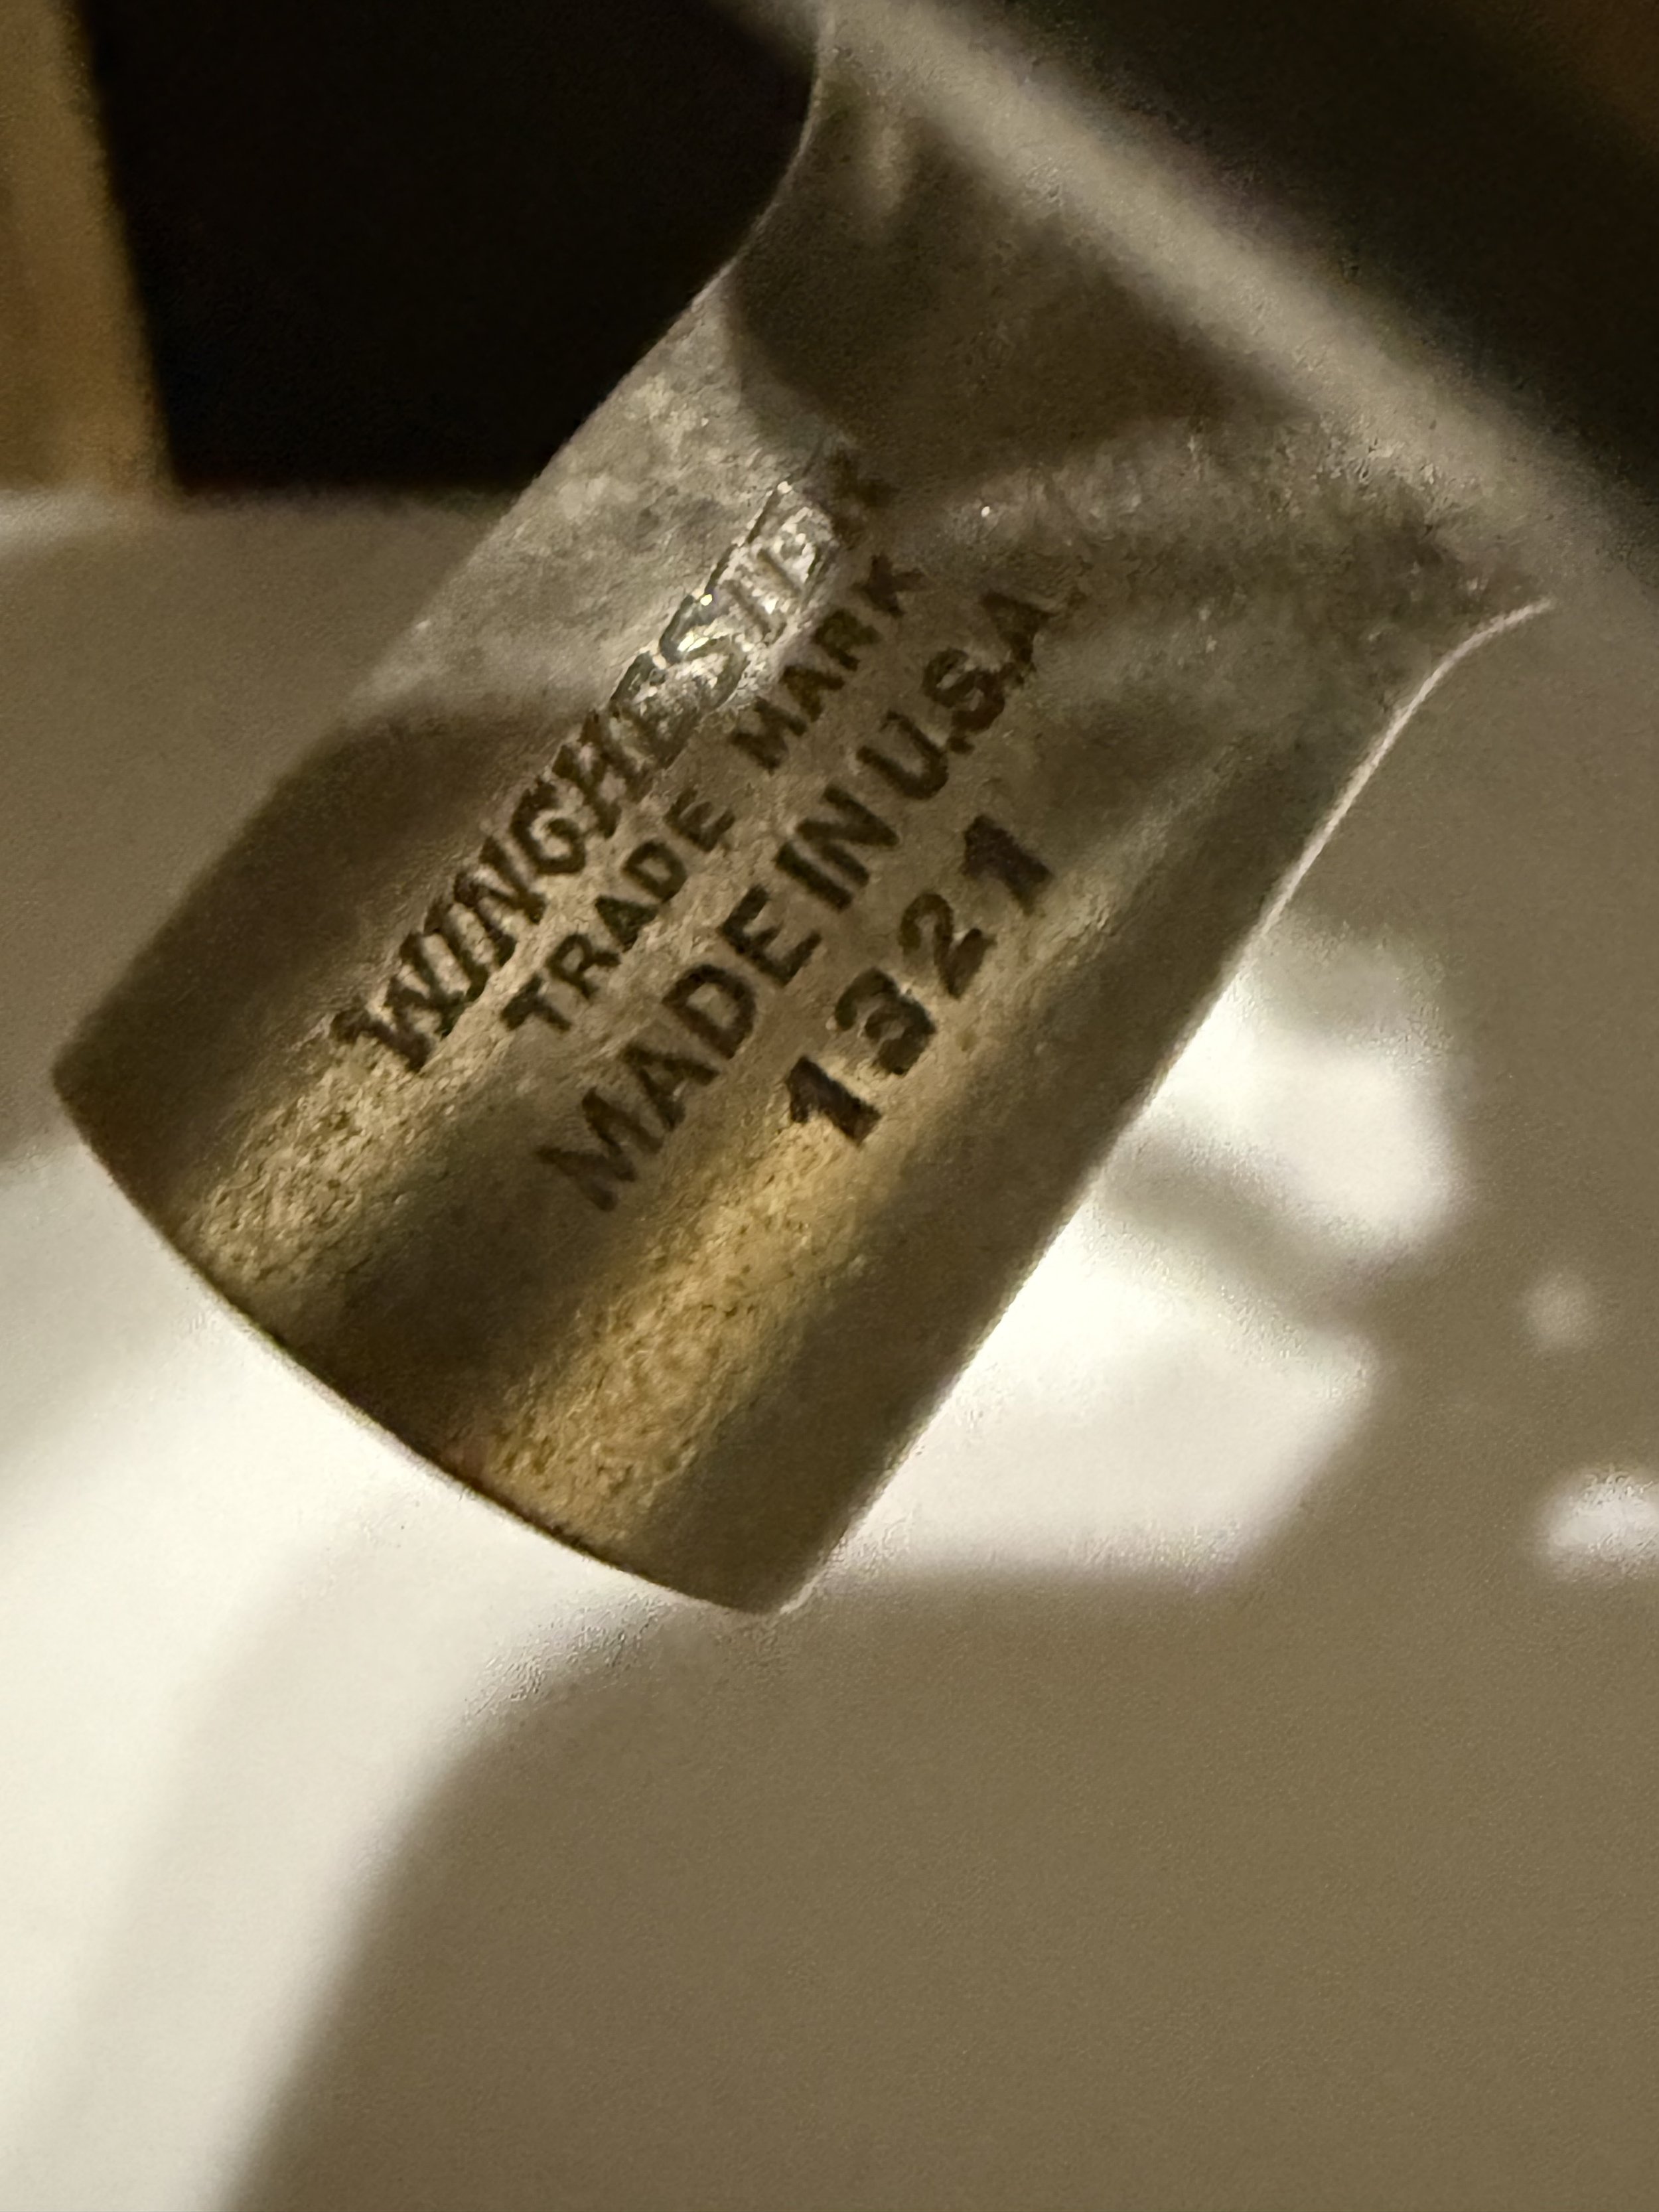 WINCHESTER
TRADE MARK
MADE IN U.S.A.
1321